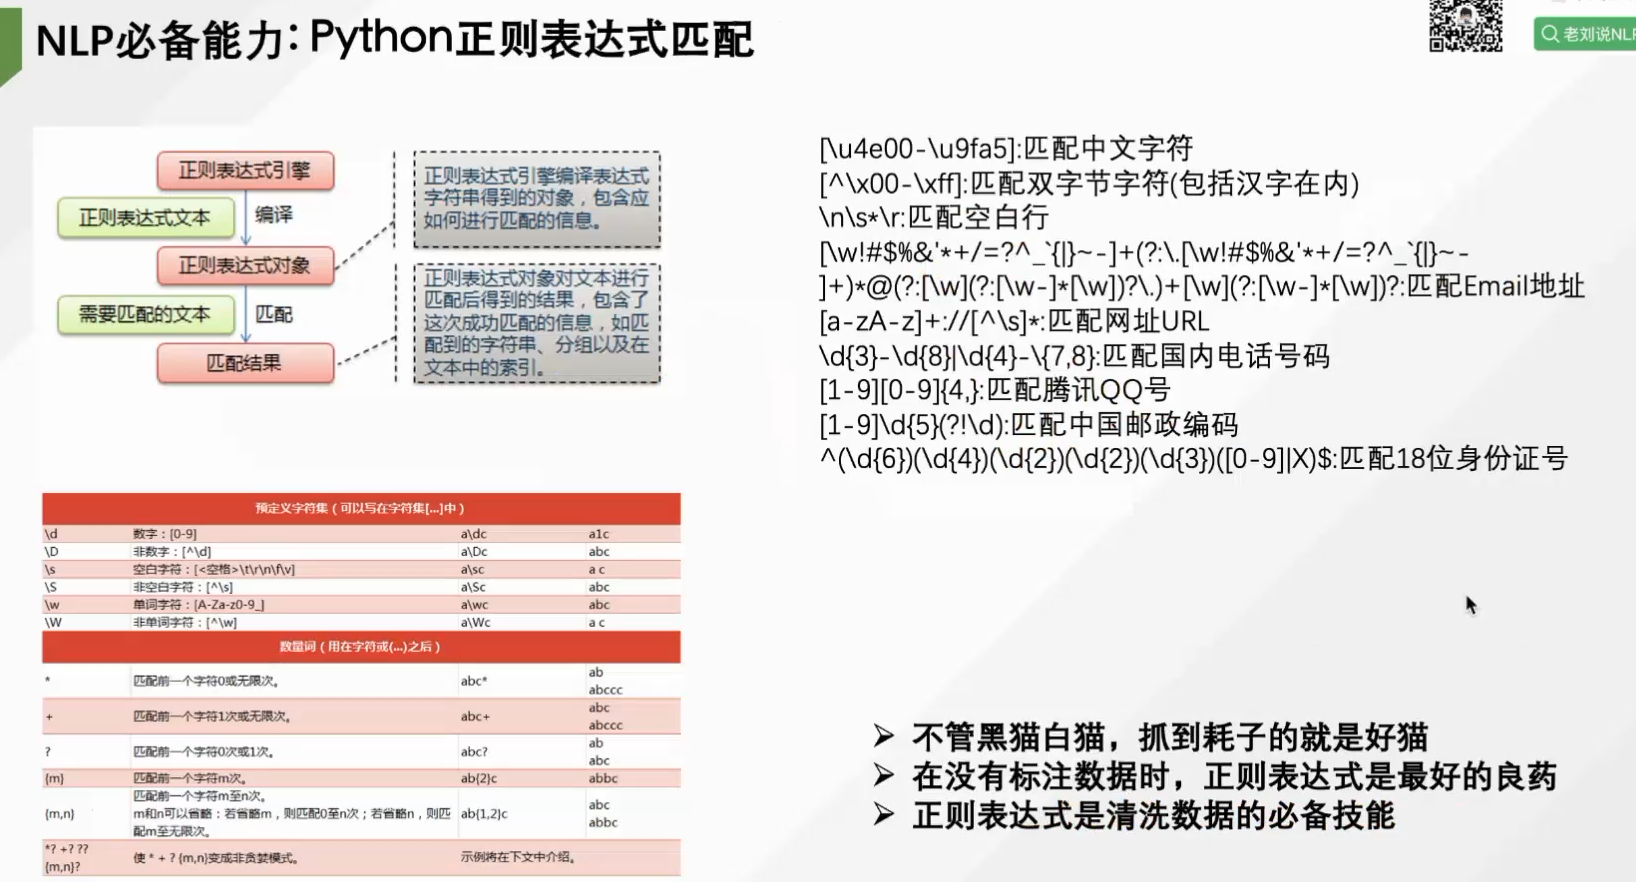 NLP必备能力：Python正则表达式匹配
老刘说NLP
正则表达式引擎
正则表达式文本
编译
正则表达式对象
需要匹配的文本
匹配
匹配结果
正则表达式引擎编译表达式
字符串得到的对象，包含应
如何进行匹配的信息。
正则表达式对象对文本进行
匹配后得到的结果，包含了
这次成功匹配的信息，如匹
配到的字符串、分组以及在
文本中的索引。
[\u4e00-\u9fa5]:匹配中文字符
[^\x00-\xff]:匹配双字节字符(包括汉字在内)
\n\s*\r:匹配空白行
[\w!#$%&'*+/=?^_`{|}~-]+(?:\.[\w!#$%&'*+/=?^_`{|}~-
]+)*@(?:[\w](?:[\w-]*[\w])?\.)+[\w](?:[\w-]*[\w])?:匹配Email地址
[a-zA-z]+://[^\s]*:匹配网址URL
\d{3}-\d{8}|\d{4}-\{7,8}:匹配国内电话号码
[1-9][0-9]{4,}:匹配腾讯QQ号
[1-9]\d{5}(?!\d):匹配中国邮政编码
^(\d{6})(\d{4})(\d{2})(\d{2})(\d{3})([0-9]|X)$:匹配18位身份证号
预定义字符集（可以写在字符集[...]中）
\d 数字：[0-9] a\dc a1c
\D 非数字：[^\d] a\Dc abc
\s 空白字符：[<空格>\t\r\n\f\v] a\sc a c
\S 非空白字符：[^\s] a\Sc abc
\w 单词字符：[A-Za-z0-9_] a\wc abc
\W 非单词字符：[^\w] a\Wc a c
数量词（用在字符或(...)之后）
* 匹配前一个字符0或无限次。 abc* ab
abccc
+ 匹配前一个字符1次或无限次。 abc+ abc
abccc
? 匹配前一个字符0次或1次。 abc? ab
abc
{m} 匹配前一个字符m次。 ab{2}c abbc
{m,n} 匹配前一个字符m至n次。
m和n可以省略：若省略m，则匹配0至n次；若省略n，则匹
配m至无限次。
ab{1,2}c abc
abbc
*? +? ??
{m,n}?
使 * + ? {m,n}变成非贪婪模式。 示例将在下文中介绍。
➢ 不管黑猫白猫，抓到耗子的就是好猫
➢ 在没有标注数据时，正则表达式是最好的良药
➢ 正则表达式是清洗数据的必备技能